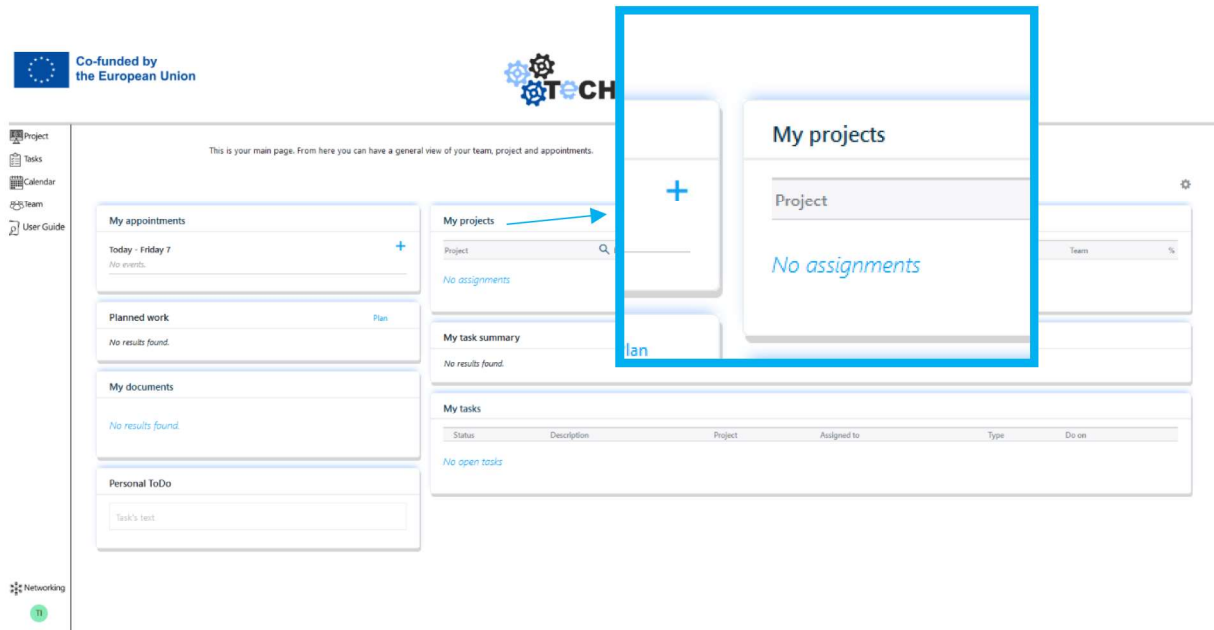 Co-funded by
the European Union
TeCH
Project
Tasks
Calendar
Team
User Guide
Networking
TI
This is your main page. From here you can have a general view of your team, project and appointments.
My appointments
Today - Friday 7
No events.
Planned work
Plan
No results found.
My documents
No results found.
Personal ToDo
Task's text
My projects
Project
No assignments
Team
%
My task summary
No results found.
My tasks
Status Description Project Assigned to Type Do on
No open tasks
My projects
Project
No assignments
lan